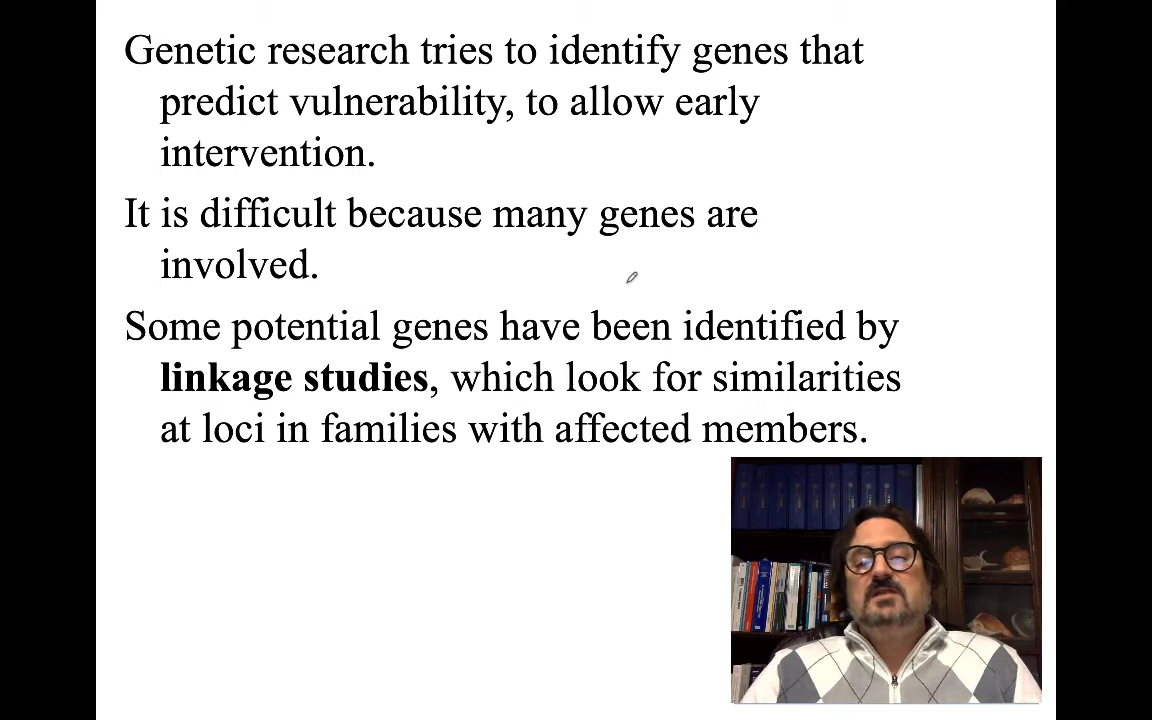 Genetic research tries to identify genes that
predict vulnerability, to allow early
intervention.
It is difficult because many genes are
involved.
Some potential genes have been identified by
linkage studies, which look for similarities
at loci in families with affected members.